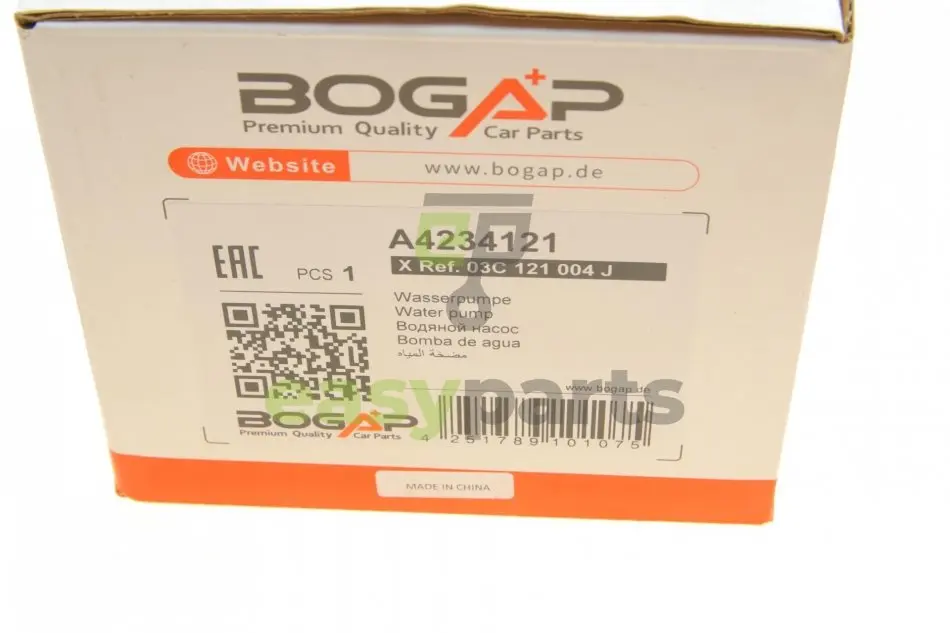 BOGAP
Premium Quality Car Parts
Website www.bogap.de
A4234121
EAC PCS 1 X Ref. 03C 121 004 J
Wasserpumpe
Water pump
Водяной насос
Bomba de agua
مضخة المياه
easyparts
www.bogap.de
BOGAP
Premium Quality Car Parts
4 251789 101075
MADE IN CHINA